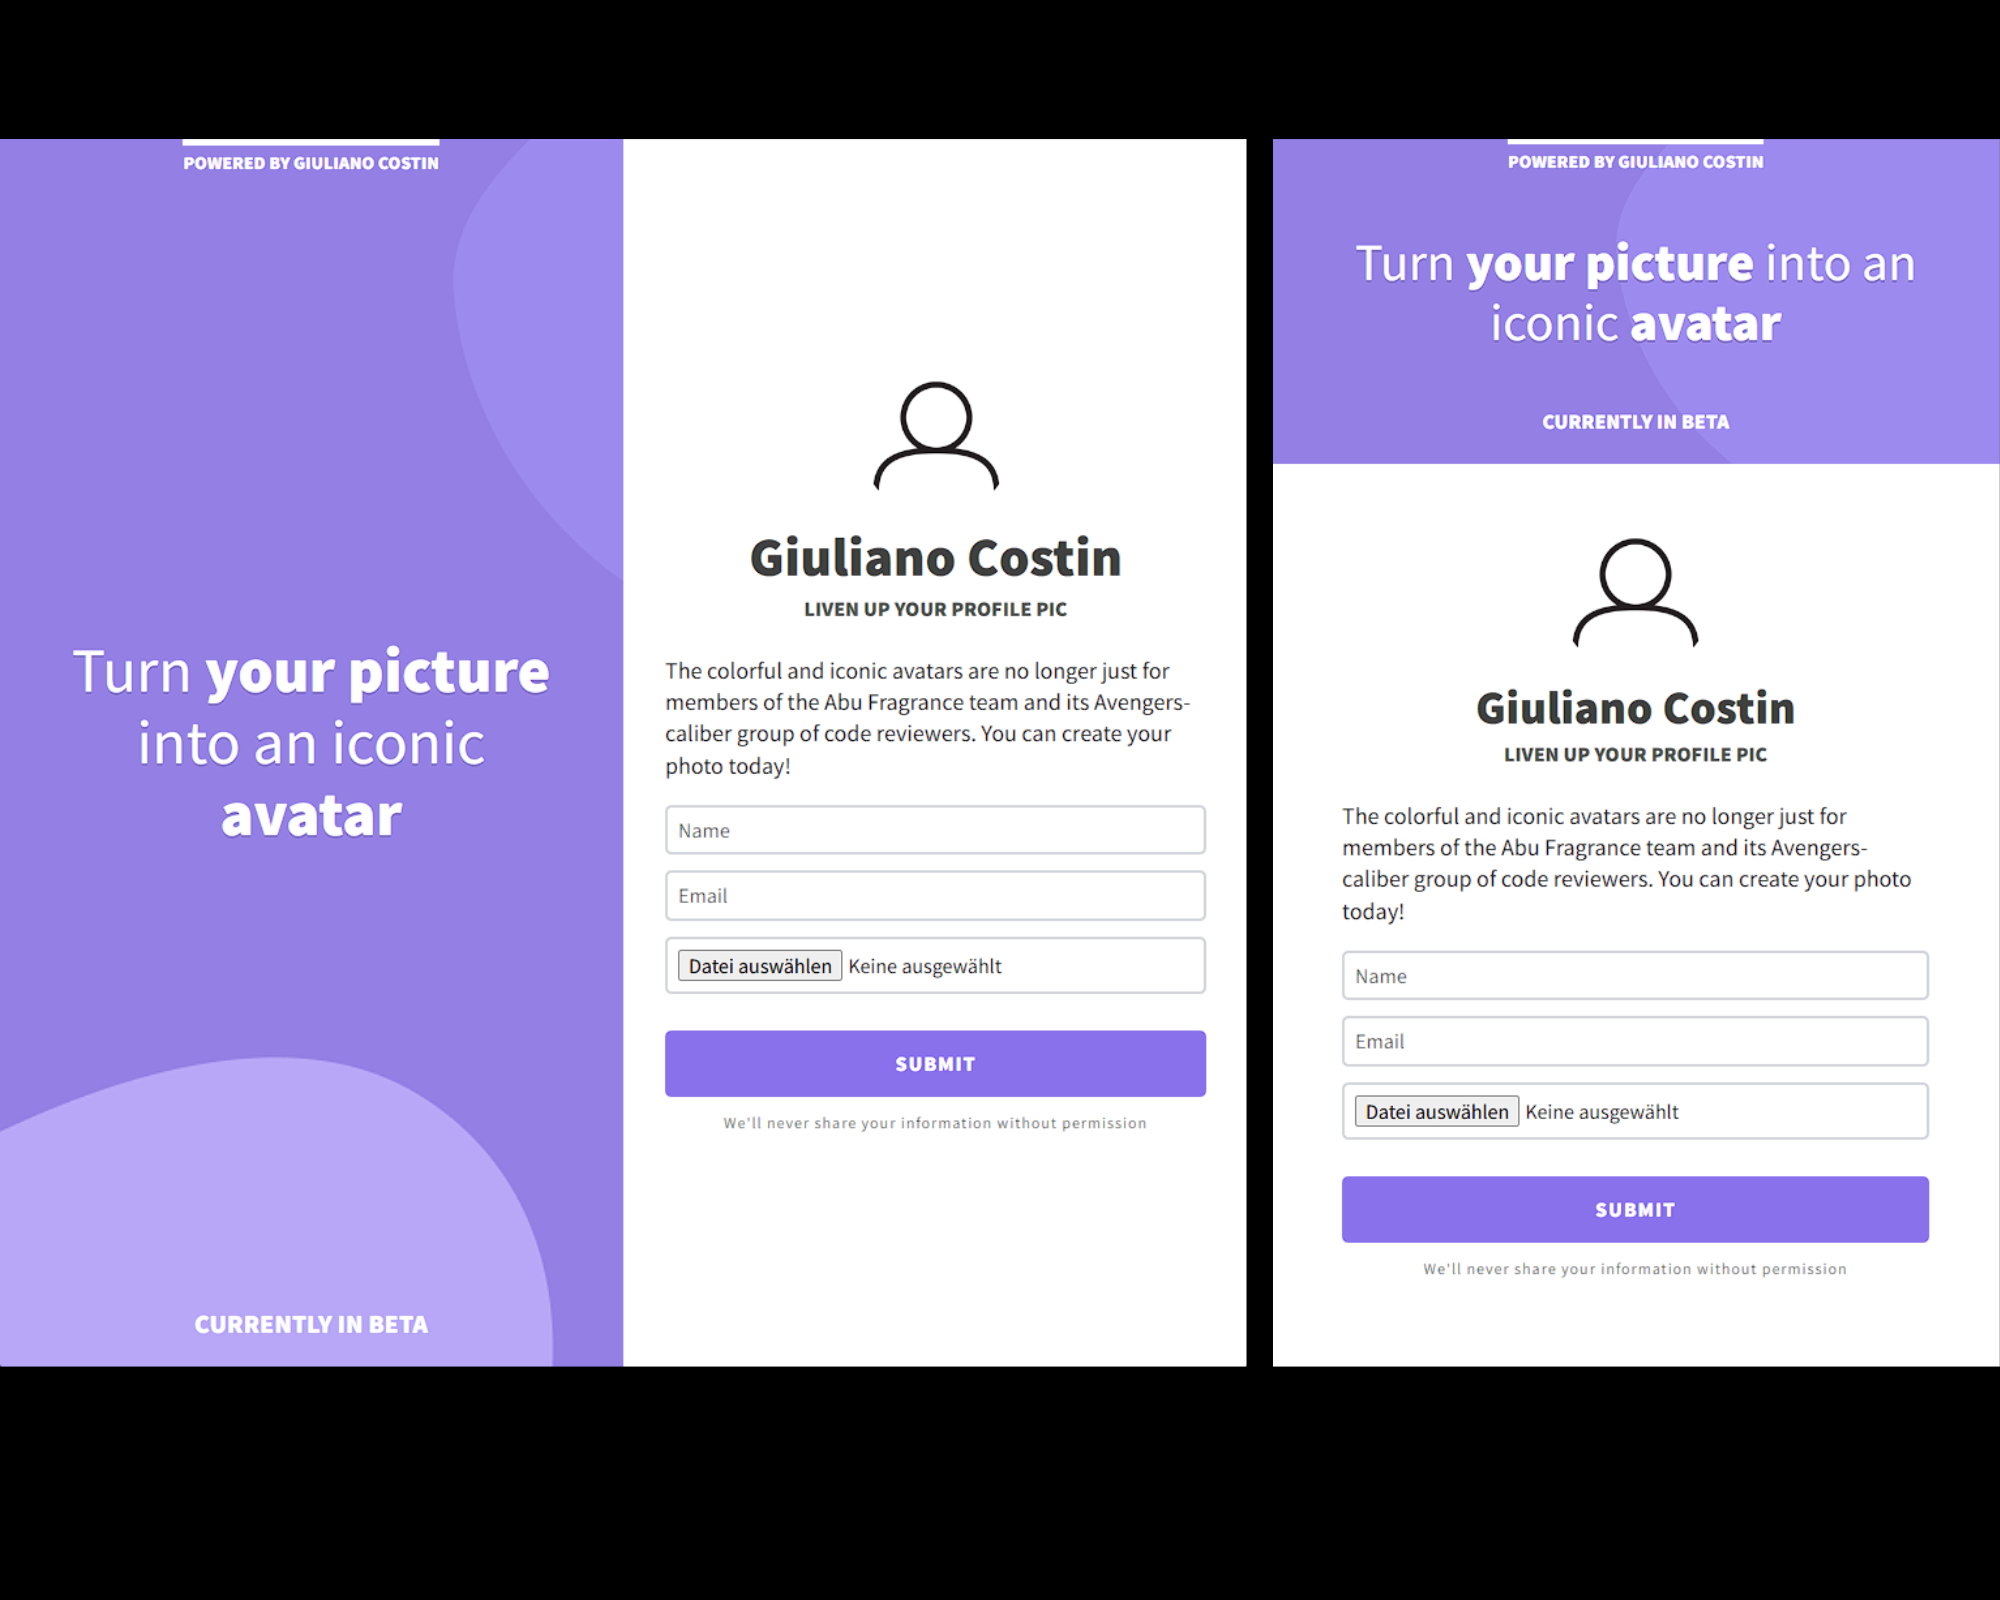 POWERED BY GIULIANO COSTIN
Turn your picture
into an iconic
avatar
CURRENTLY IN BETA
Giuliano Costin
LIVEN UP YOUR PROFILE PIC
The colorful and iconic avatars are no longer just for
members of the Abu Fragrance team and its Avengers-
caliber group of code reviewers. You can create your
photo today!
Name
Email
Datei auswählen Keine ausgewählt
SUBMIT
We'll never share your information without permission
POWERED BY GIULIANO COSTIN
Turn your picture into an
iconic avatar
CURRENTLY IN BETA
Giuliano Costin
LIVEN UP YOUR PROFILE PIC
The colorful and iconic avatars are no longer just for
members of the Abu Fragrance team and its Avengers-
caliber group of code reviewers. You can create your photo
today!
Name
Email
Datei auswählen Keine ausgewählt
SUBMIT
We'll never share your information without permission